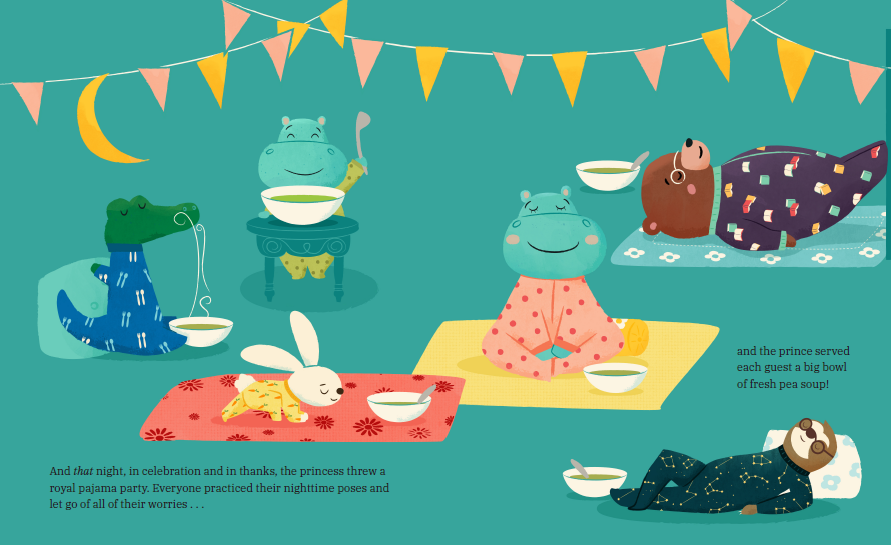 And that night, in celebration and in thanks, the princess threw a
royal pajama party. Everyone practiced their nighttime poses and
let go of all of their worries . . .
and the prince served
each guest a big bowl
of fresh pea soup!